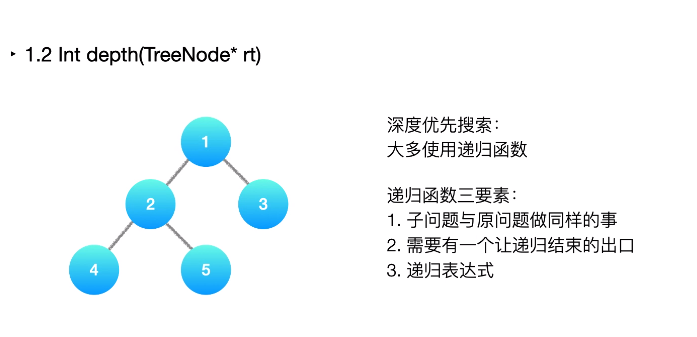 ‣ 1.2 Int depth(TreeNode* rt)
深度优先搜索：
大多使用递归函数
递归函数三要素：
1. 子问题与原问题做同样的事
2. 需要有一个让递归结束的出口
3. 递归表达式
1
2
3
4
5